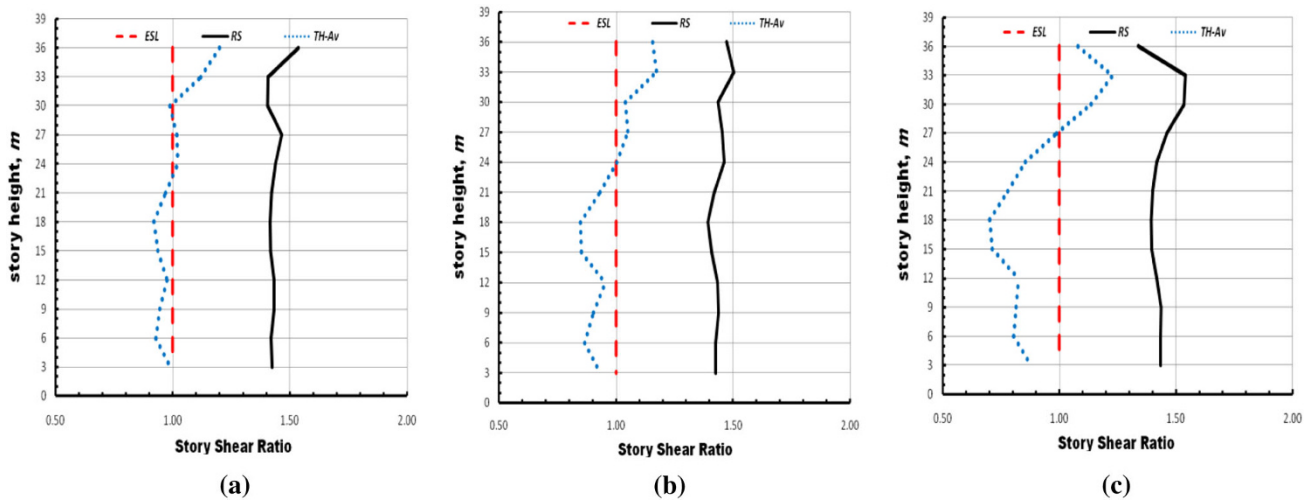 39
ESL RS TH-Av
36
33
30
27
24
21
18
15
12
9
6
3
0
0.50 1.00 1.50 2.00
story height, m
Story Shear Ratio
(a)
39
ESL RS TH-Av
36
33
30
27
24
21
18
15
12
9
6
3
0
0.50 1.00 1.50 2.00
story height, m
Story Shear Ratio
(b)
39
ESL RS TH-Av
36
33
30
27
24
21
18
15
12
9
6
3
0
0.50 1.00 1.50 2.00
story height, m
Story Shear Ratio
(c)